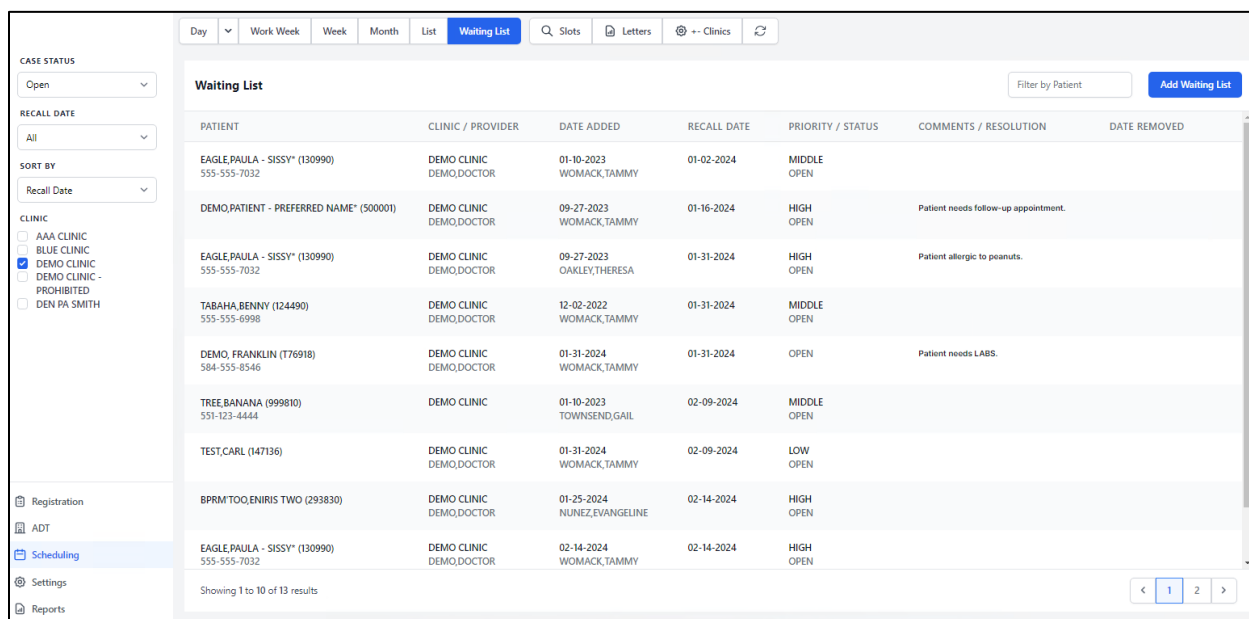 Day Work Week Week Month List Waiting List Slots Letters +- Clinics
CASE STATUS
Open
RECALL DATE
All
SORT BY
Recall Date
CLINIC
AAA CLINIC
BLUE CLINIC
DEMO CLINIC
DEMO CLINIC -
PROHIBITED
DEN PA SMITH
Registration
ADT
Scheduling
Settings
Reports
Waiting List Filter by Patient Add Waiting List
PATIENT CLINIC / PROVIDER DATE ADDED RECALL DATE PRIORITY / STATUS COMMENTS / RESOLUTION DATE REMOVED
EAGLE,PAULA - SISSY* (130990) DEMO CLINIC 01-10-2023 01-02-2024 MIDDLE
555-555-7032 DEMO,DOCTOR WOMACK,TAMMY OPEN
DEMO,PATIENT - PREFERRED NAME* (500001) DEMO CLINIC 09-27-2023 01-16-2024 HIGH Patient needs follow-up appointment.
DEMO,DOCTOR WOMACK,TAMMY OPEN
EAGLE,PAULA - SISSY* (130990) DEMO CLINIC 09-27-2023 01-31-2024 HIGH Patient allergic to peanuts.
555-555-7032 DEMO,DOCTOR OAKLEY,THERESA OPEN
TABAHA,BENNY (124490) DEMO CLINIC 12-02-2022 01-31-2024 MIDDLE
555-555-6998 DEMO,DOCTOR WOMACK,TAMMY OPEN
DEMO, FRANKLIN (T76918) DEMO CLINIC 01-31-2024 01-31-2024 OPEN Patient needs LABS.
584-555-8546 DEMO,DOCTOR WOMACK,TAMMY
TREE,BANANA (999810) DEMO CLINIC 01-10-2023 02-09-2024 MIDDLE
551-123-4444 TOWNSEND,GAIL OPEN
TEST,CARL (147136) DEMO CLINIC 01-31-2024 02-09-2024 LOW
DEMO,DOCTOR WOMACK,TAMMY OPEN
BPRM'TOO,ENIRIS TWO (293830) DEMO CLINIC 01-25-2024 02-14-2024 HIGH
DEMO,DOCTOR NUNEZ,EVANGELINE OPEN
EAGLE,PAULA - SISSY* (130990) DEMO CLINIC 02-14-2024 02-14-2024 HIGH
555-555-7032 DEMO,DOCTOR WOMACK,TAMMY OPEN
Showing 1 to 10 of 13 results 1 2